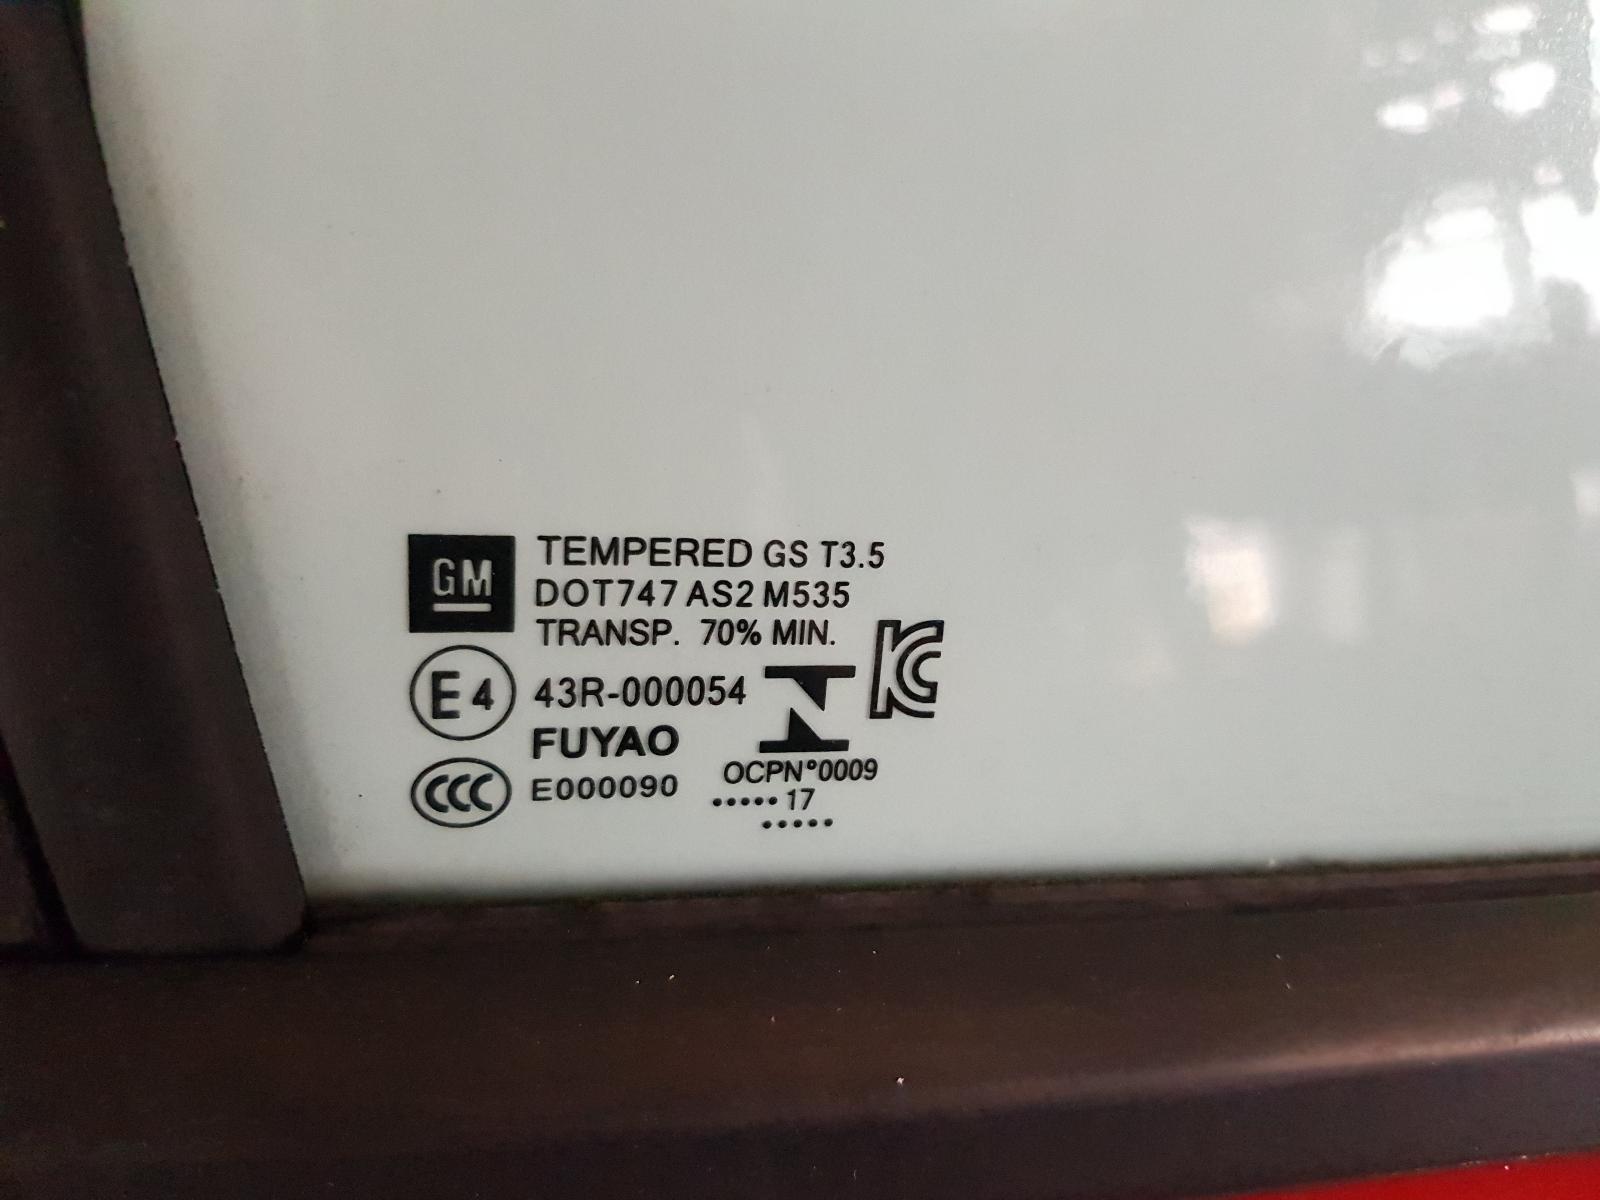 GM
TEMPERED GS T3.5
DOT747 AS2 M535
TRANSP. 70% MIN.
E4 43R-000054
KC
FUYAO
OCPN°0009
CCC E000090
•••••17
•••••